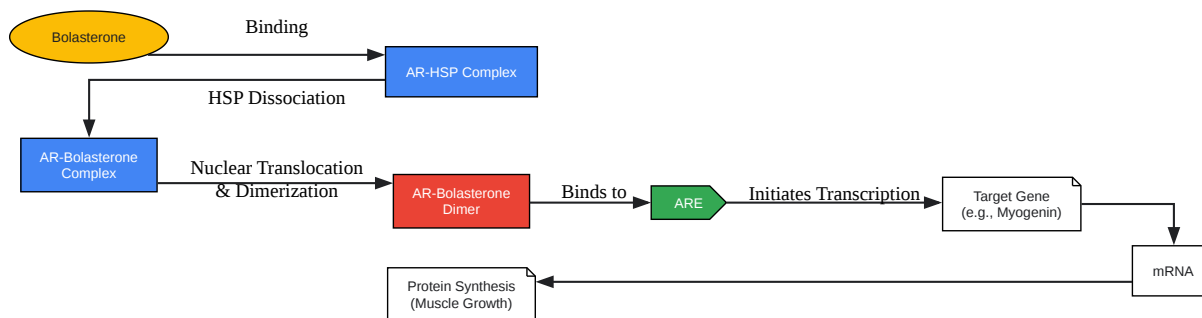 Bolasterone
Binding
AR-HSP Complex
HSP Dissociation
AR-Bolasterone
Complex
Nuclear Translocation
& Dimerization
AR-Bolasterone
Dimer
Binds to
ARE
Initiates Transcription
Target Gene
(e.g., Myogenin)
mRNA
Protein Synthesis
(Muscle Growth)